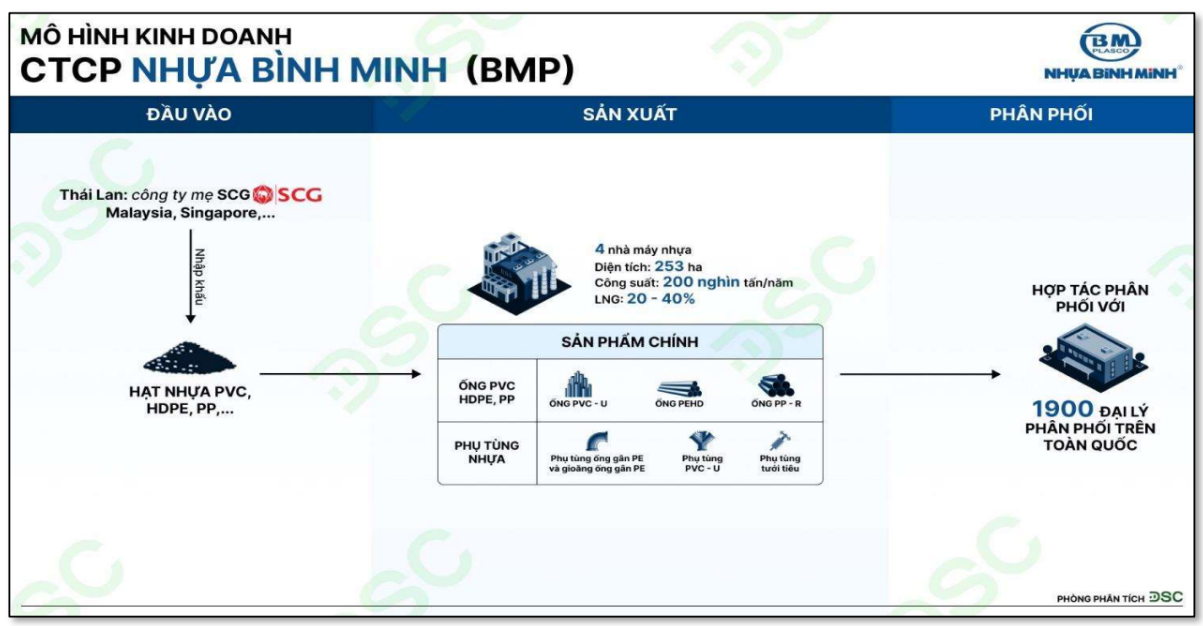 MÔ HÌNH KINH DOANH
CTCP NHỰA BÌNH MINH (BMP)
BM
PLASCO
NHỰA BÌNH MINH®
ĐẦU VÀO
SẢN XUẤT
PHÂN PHỐI
Thái Lan: công ty mẹ SCG SCG
Malaysia, Singapore,...
Nhập khẩu
HẠT NHỰA PVC,
HDPE, PP,...
4 nhà máy nhựa
Diện tích: 253 ha
Công suất: 200 nghìn tấn/năm
LNG: 20 - 40%
SẢN PHẨM CHÍNH
ỐNG PVC
HDPE, PP
ỐNG PVC - U
ỐNG PEHD
ỐNG PP - R
PHỤ TÙNG
NHỰA
Phụ tùng ống gân PE
và gioăng ống gân PE
Phụ tùng
PVC - U
Phụ tùng
tưới tiêu
HỢP TÁC PHÂN
PHỐI VỚI
1900 ĐẠI LÝ
PHÂN PHỐI TRÊN
TOÀN QUỐC
PHÒNG PHÂN TÍCH DSC